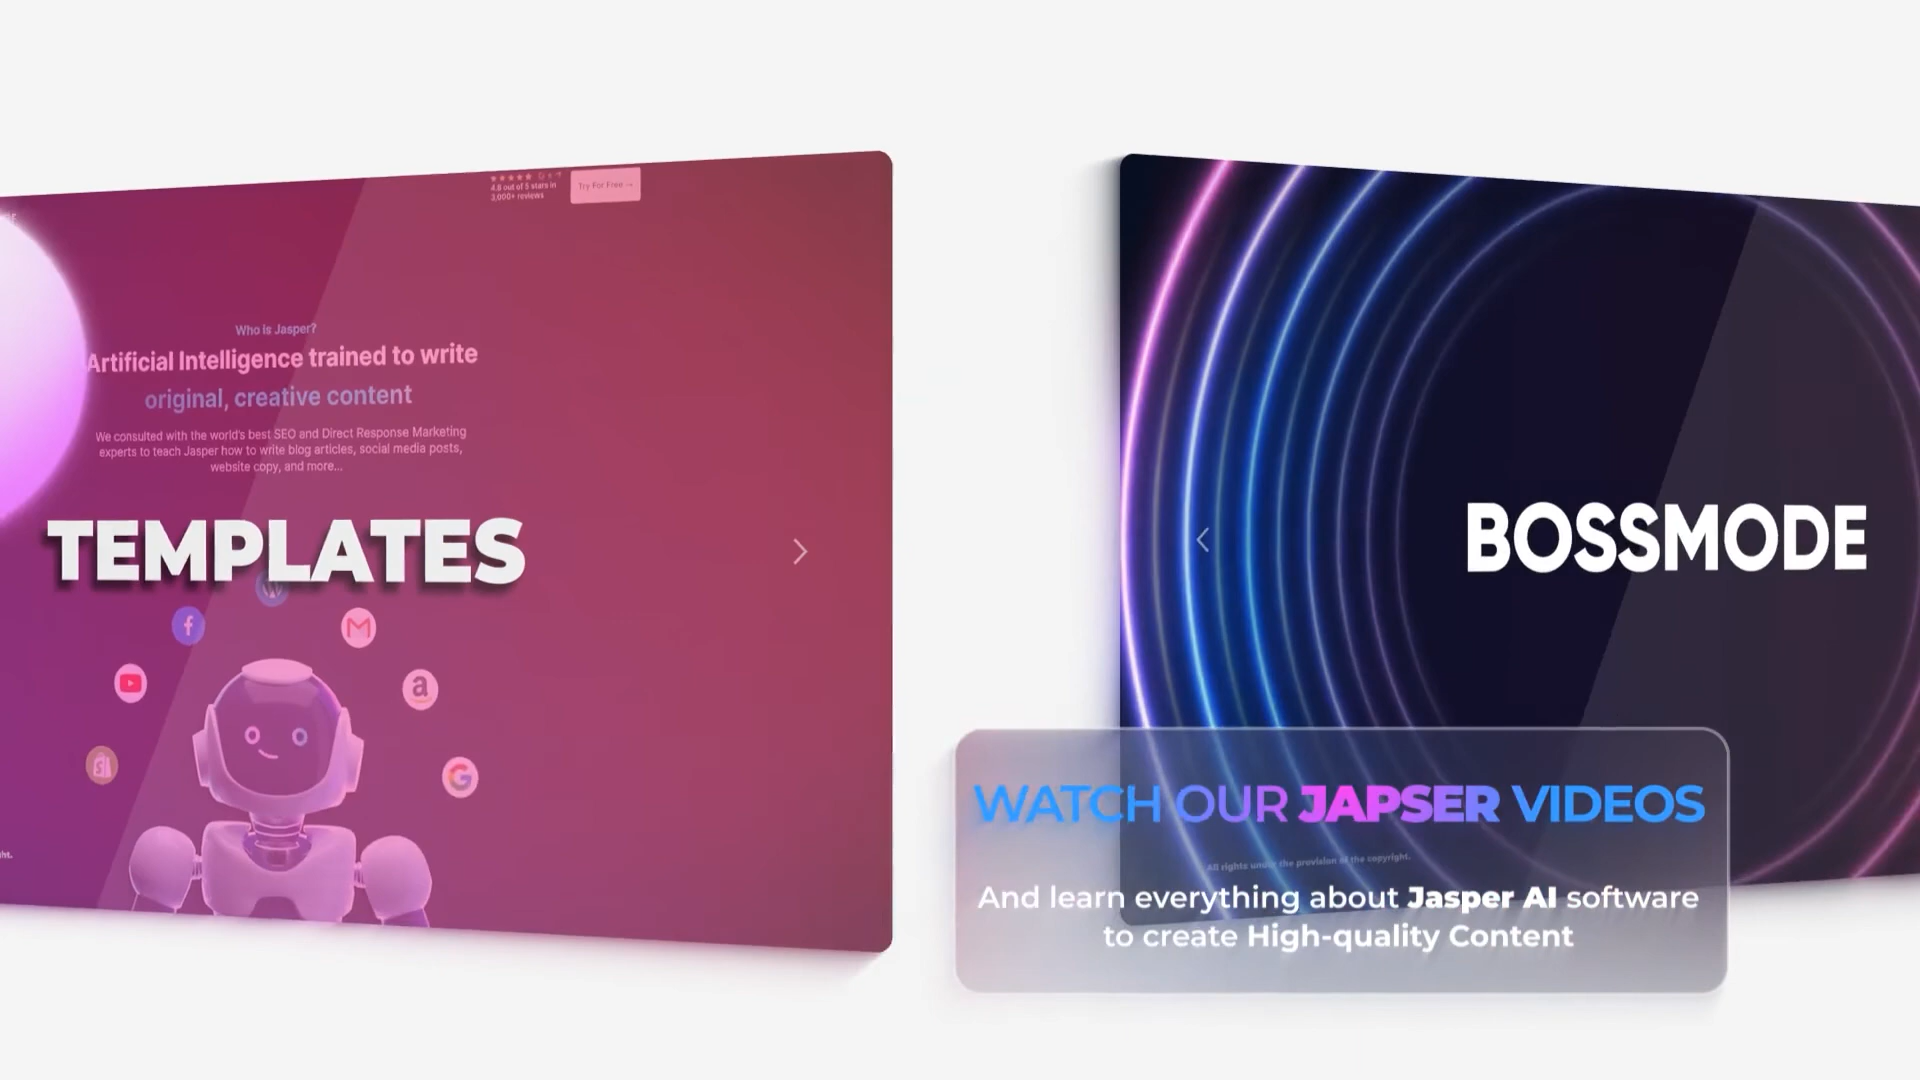 4.8 out of 5 stars in
3,000+ reviews
Try For Free →
Who is Jasper?
Artificial Intelligence trained to write
original, creative content
We consulted with the world's best SEO and Direct Response Marketing
experts to teach Jasper how to write blog articles, social media posts,
website copy, and more...
TEMPLATES
ht.
BOSSMODE
WATCH OUR JAPSER VIDEOS
All rights under the provision of the copyright.
And learn everything about Jasper AI software
to create High-quality Content